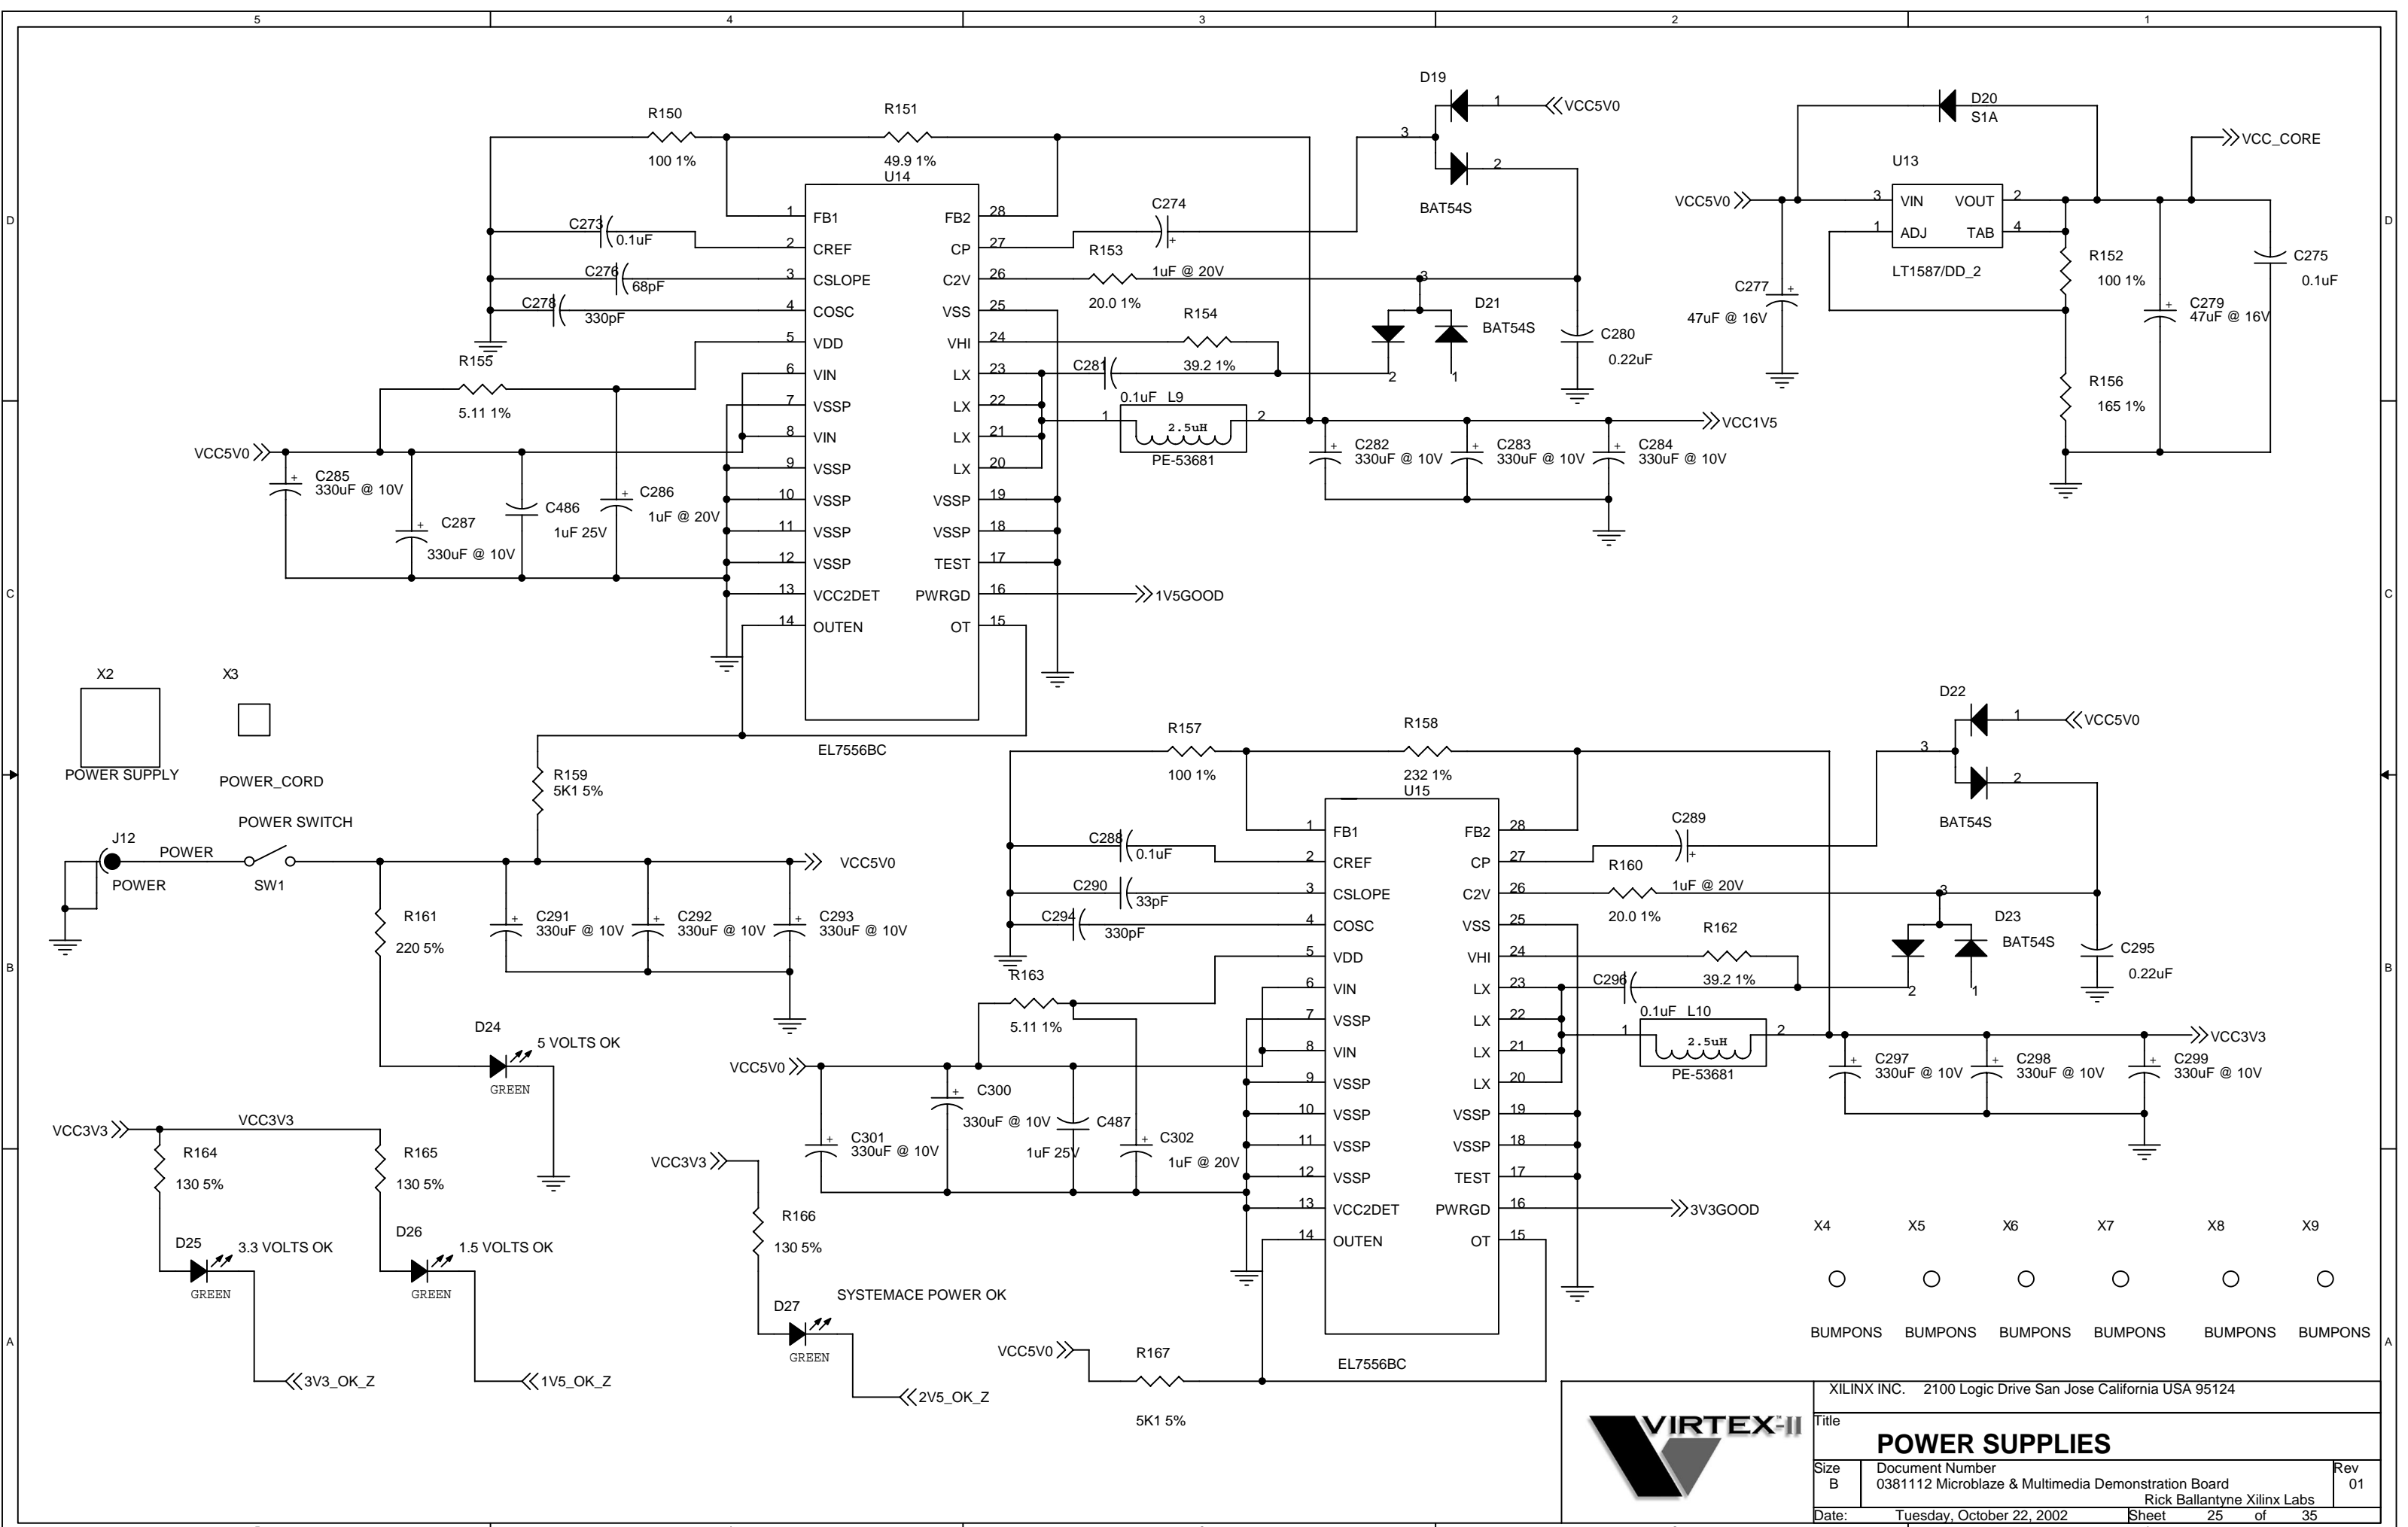 5 4 3 2 1
D
C
B
A
D
C
B
A
R150
100 1%
R151
49.9 1%
U14
C273
0.1uF
C276
68pF
C278
330pF
R155
5.11 1%
VCC5V0
C285
330uF @ 10V
C287
330uF @ 10V
C486
1uF 25V
C286
1uF @ 20V
1 FB1
2 CREF
3 CSLOPE
4 COSC
5 VDD
6 VIN
7 VSSP
8 VIN
9 VSSP
10 VSSP
11 VSSP
12 VSSP
13 VCC2DET
14 OUTEN
FB2 28
CP 27
C2V 26
VSS 25
VHI 24
LX 23
LX 22
LX 21
LX 20
VSSP 19
VSSP 18
TEST 17
PWRGD 16
OT 15
EL7556BC
1V5GOOD
C274
1uF @ 20V
R153
20.0 1%
R154
39.2 1%
C281
0.1uF L9
1 2
2.5uH
PE-53681
D19
1
VCC5V0
3
2
BAT54S
3
D21
BAT54S
2 1
C280
0.22uF
VCC1V5
C282
330uF @ 10V
C283
330uF @ 10V
C284
330uF @ 10V
D20
S1A
VCC_CORE
U13
VCC5V0
3 VIN VOUT 2
1 ADJ TAB 4
LT1587/DD_2
C277
47uF @ 16V
R152
100 1%
R156
165 1%
C279
47uF @ 16V
C275
0.1uF
X2
POWER SUPPLY
X3
POWER_CORD
R159
5K1 5%
POWER SWITCH
J12
POWER
POWER
SW1
VCC5V0
R161
220 5%
C291
330uF @ 10V
C292
330uF @ 10V
C293
330uF @ 10V
D24
5 VOLTS OK
GREEN
VCC3V3
VCC3V3
R164
130 5%
R165
130 5%
D25
3.3 VOLTS OK
GREEN
D26
1.5 VOLTS OK
GREEN
3V3_OK_Z
1V5_OK_Z
VCC3V3
R166
130 5%
D27
SYSTEMACE POWER OK
GREEN
2V5_OK_Z
R157
100 1%
R158
232 1%
U15
C288
0.1uF
C290
33pF
C294
330pF
R163
5.11 1%
VCC5V0
C301
330uF @ 10V
C300
330uF @ 10V
C487
1uF 25V
C302
1uF @ 20V
1 FB1
2 CREF
3 CSLOPE
4 COSC
5 VDD
6 VIN
7 VSSP
8 VIN
9 VSSP
10 VSSP
11 VSSP
12 VSSP
13 VCC2DET
14 OUTEN
FB2 28
CP 27
C2V 26
VSS 25
VHI 24
LX 23
LX 22
LX 21
LX 20
VSSP 19
VSSP 18
TEST 17
PWRGD 16
OT 15
EL7556BC
VCC5V0
R167
5K1 5%
3V3GOOD
C289
1uF @ 20V
R160
20.0 1%
R162
39.2 1%
C296
0.1uF L10
1 2
2.5uH
PE-53681
D22
1
VCC5V0
3
2
BAT54S
3
D23
BAT54S
2 1
C295
0.22uF
VCC3V3
C297
330uF @ 10V
C298
330uF @ 10V
C299
330uF @ 10V
X4 X5 X6 X7 X8 X9
BUMPONS BUMPONS BUMPONS BUMPONS BUMPONS BUMPONS
VIRTEX-II
XILINX INC. 2100 Logic Drive San Jose California USA 95124
Title
POWER SUPPLIES
Size Document Number Rev
B 0381112 Microblaze & Multimedia Demonstration Board 01
Rick Ballantyne Xilinx Labs
Date: Tuesday, October 22, 2002 Sheet 25 of 35